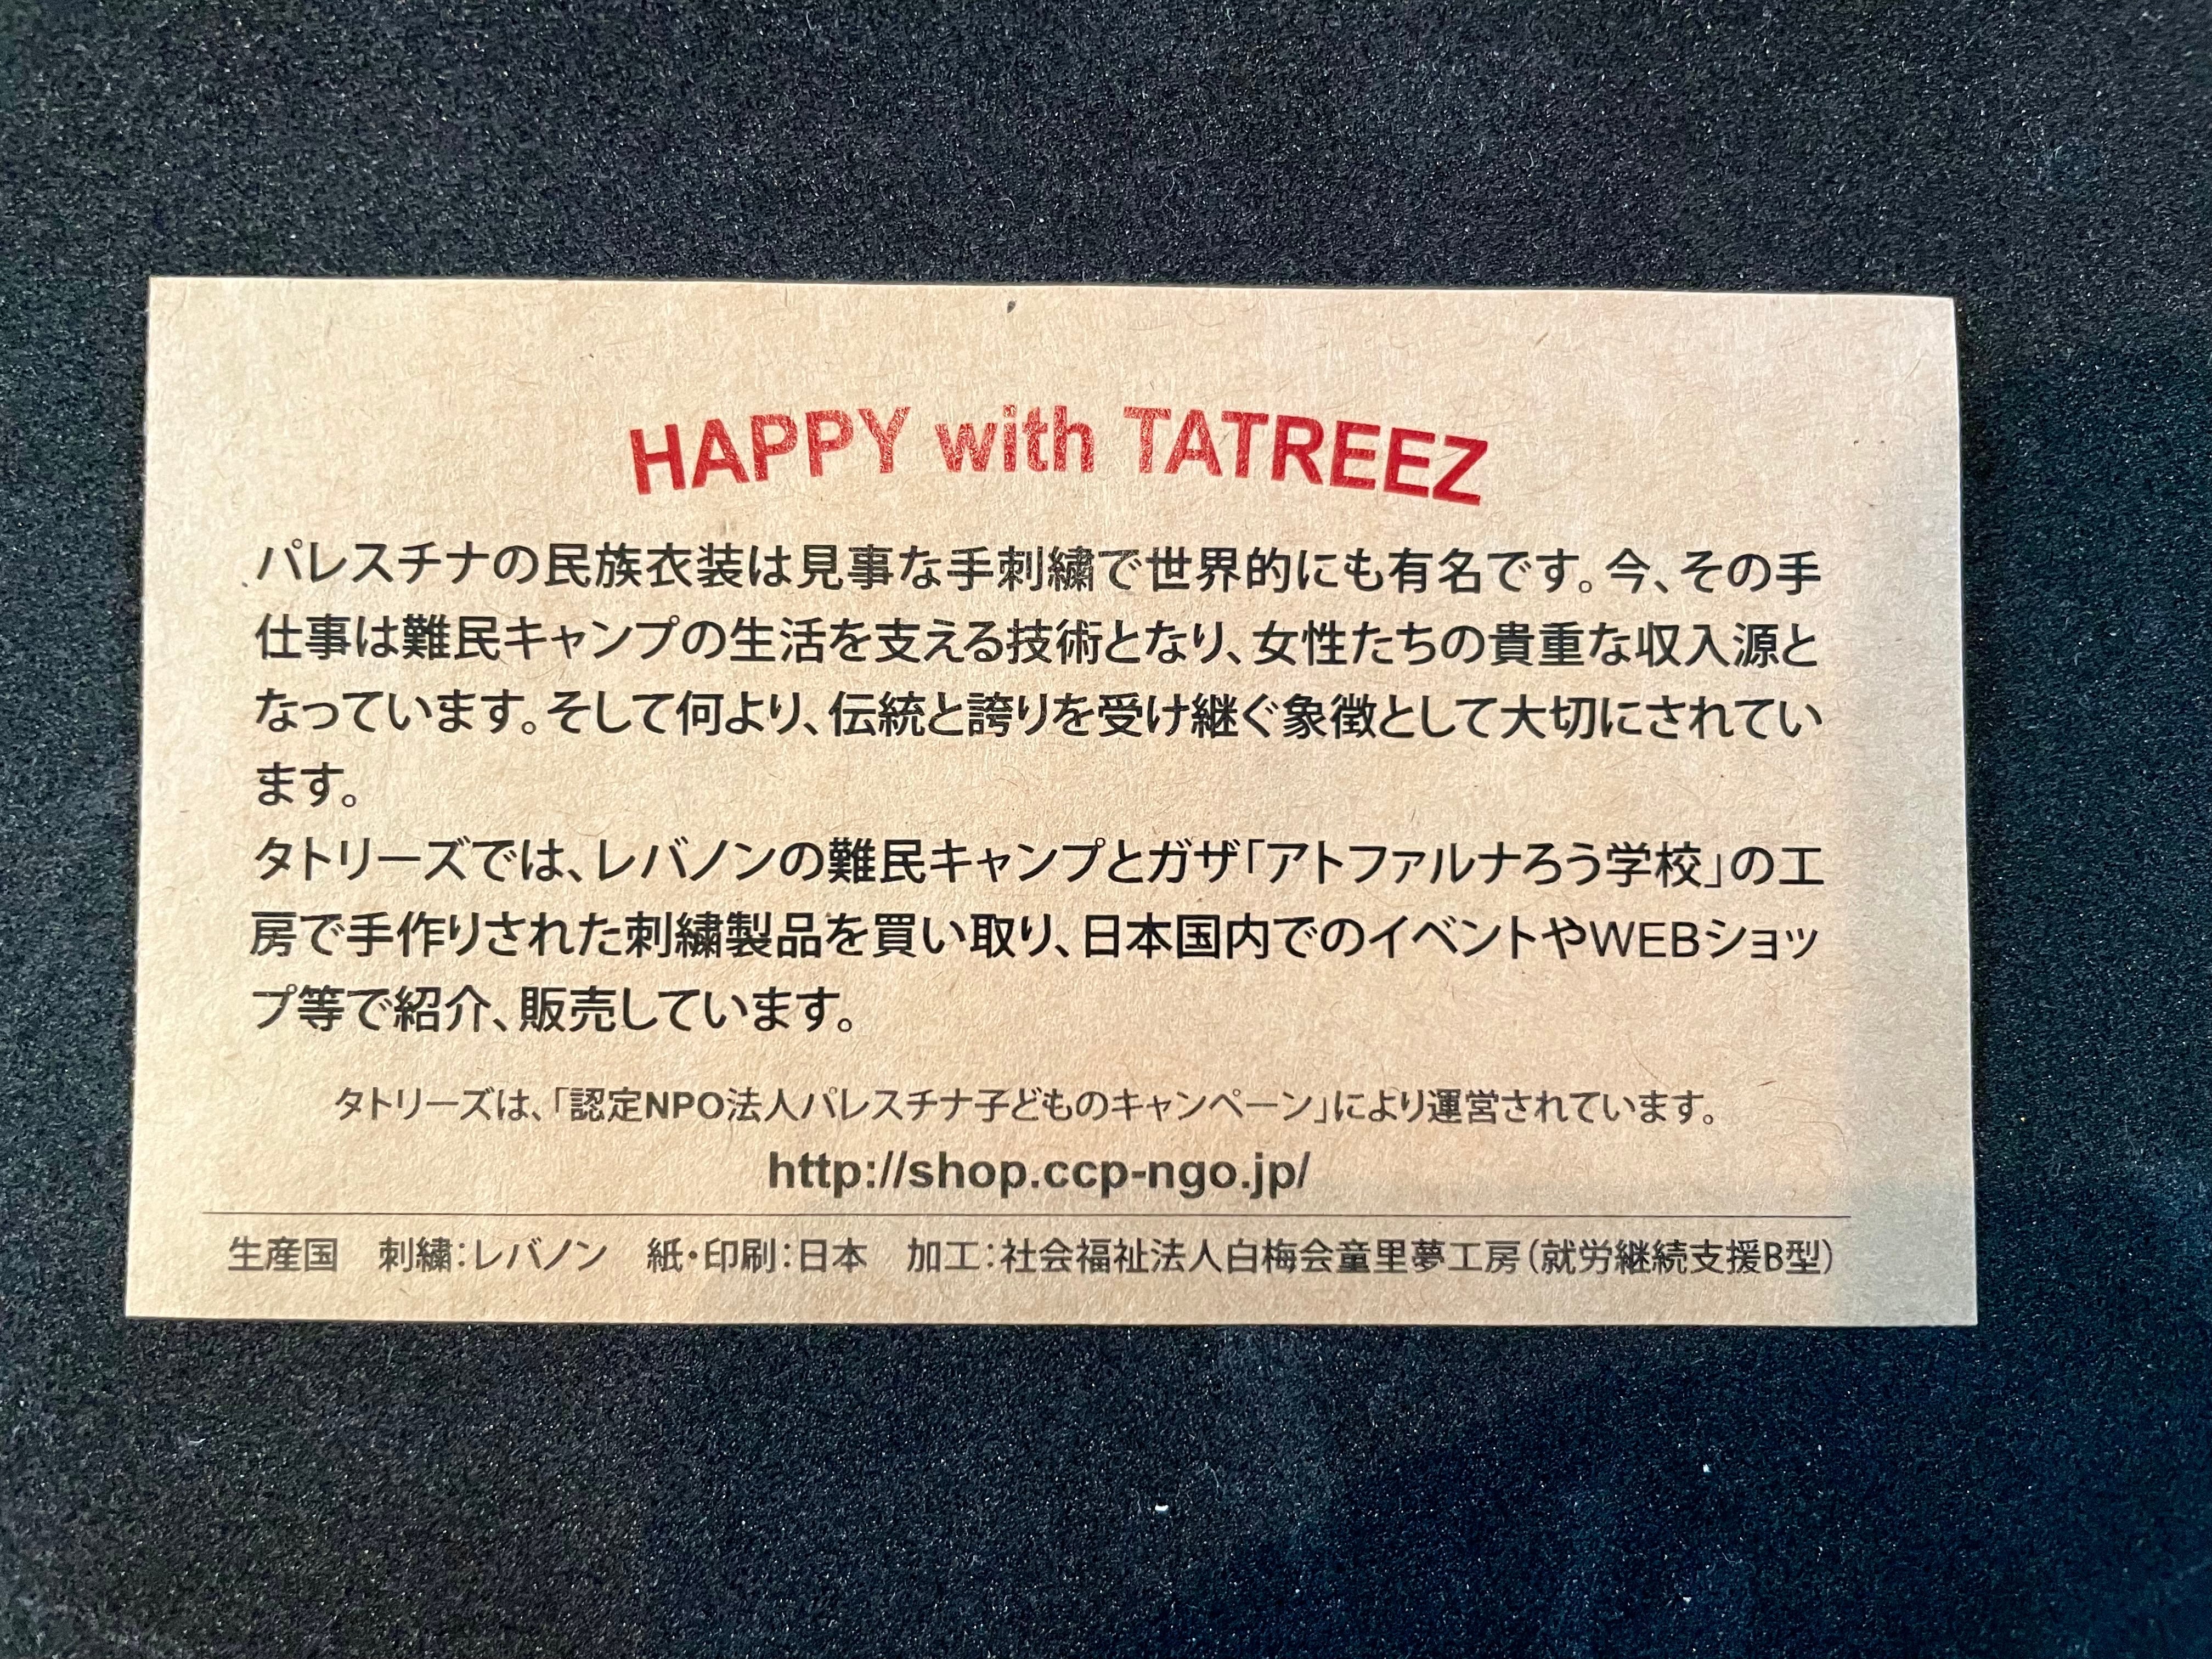 HAPPY with TATREEZ
パレスチナの民族衣装は見事な手刺繍で世界的にも有名です。今、その手
仕事は難民キャンプの生活を支える技術となり、女性たちの貴重な収入源と
なっています。そして何より、伝統と誇りを受け継ぐ象徴として大切にされてい
ます。
タトリーズでは、レバノンの難民キャンプとガザ「アトファルナろう学校」の工
房で手作りされた刺繍製品を買い取り、日本国内でのイベントやWEBショッ
プ等で紹介、販売しています。
タトリーズは、「認定NPO法人パレスチナ子どものキャンペーン」により運営されています。
http://shop.ccp-ngo.jp/
生産国　刺繍：レバノン　紙・印刷：日本　加工：社会福祉法人白梅会童里夢工房（就労継続支援B型）